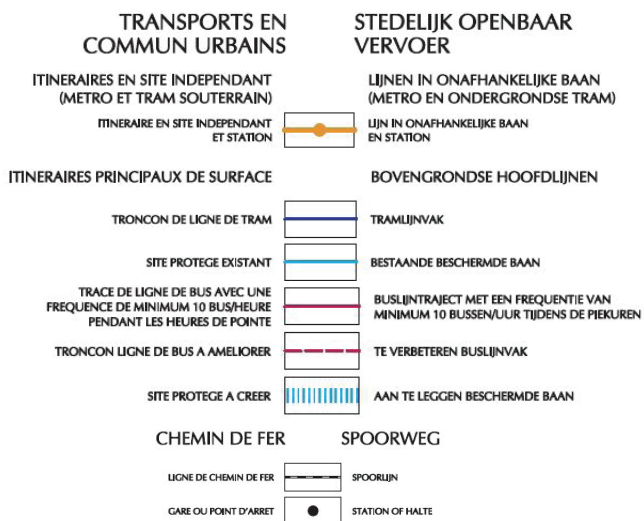 TRANSPORTS EN
COMMUN URBAINS
STEDELIJK OPENBAAR
VERVOER
ITINERAIRES EN SITE INDEPENDANT
(METRO ET TRAM SOUTERRAIN)
LIJNEN IN ONAFHANKELIJKE BAAN
(METRO EN ONDERGRONDSE TRAM)
ITINERAIRE EN SITE INDEPENDANT
ET STATION
LIJN IN ONAFHANKELIJKE BAAN
EN STATION
ITINERAIRES PRINCIPAUX DE SURFACE
BOVENGRONDSE HOOFDLIJNEN
TRONCON DE LIGNE DE TRAM
TRAMLIJNVAK
SITE PROTEGE EXISTANT
BESTAANDE BESCHERMDE BAAN
TRACE DE LIGNE DE BUS AVEC UNE
FREQUENCE DE MINIMUM 10 BUS/HEURE
PENDANT LES HEURES DE POINTE
BUSLIJNTRAJECT MET EEN FREQUENTIE VAN
MINIMUM 10 BUSSEN/UUR TIJDENS DE PIEKUREN
TRONCON LIGNE DE BUS A AMELIORER
TE VERBETEREN BUSLIJNVAK
SITE PROTEGE A CREER
AAN TE LEGGEN BESCHERMDE BAAN
CHEMIN DE FER
SPOORWEG
LIGNE DE CHEMIN DE FER
SPOORLIJN
GARE OU POINT D'ARRET
STATION OF HALTE